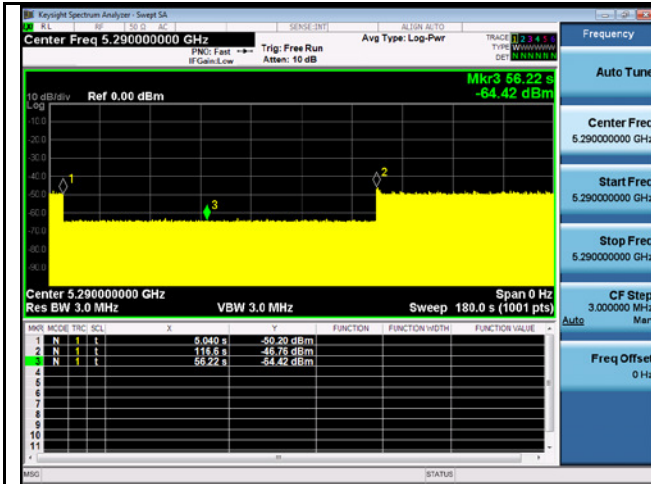 Keysight Spectrum Analyzer - Swept SA
RL RF 50 Ω AC SENSE:INT ALIGN AUTO
Center Freq 5.290000000 GHz
PNO: Fast
IFGain:Low
Trig: Free Run
Atten: 10 dB
Avg Type: Log-Pwr
TRACE 1 2 3 4 5 6
TYPE WWWWWW
DET NNNNNN
Mkr3 56.22 s
-64.42 dBm
10 dB/div Ref 0.00 dBm
Log
-10.0
-20.0
-30.0
-40.0
-50.0
-60.0
-70.0
-80.0
-90.0
1
2
3
Center 5.290000000 GHz Span 0 Hz
Res BW 3.0 MHz VBW 3.0 MHz Sweep 180.0 s (1001 pts)
MKR MODE TRC SCL X Y FUNCTION FUNCTION WIDTH FUNCTION VALUE
1 N 1 t 5.040 s -50.20 dBm
2 N 1 t 116.6 s -46.76 dBm
3 N 1 t 56.22 s -64.42 dBm
4
5
6
7
8
9
10
11
MSG STATUS
Frequency
Auto Tune
Center Freq
5.290000000 GHz
Start Freq
5.290000000 GHz
Stop Freq
5.290000000 GHz
CF Step
3.000000 MHz
Auto Man
Freq Offset
0 Hz